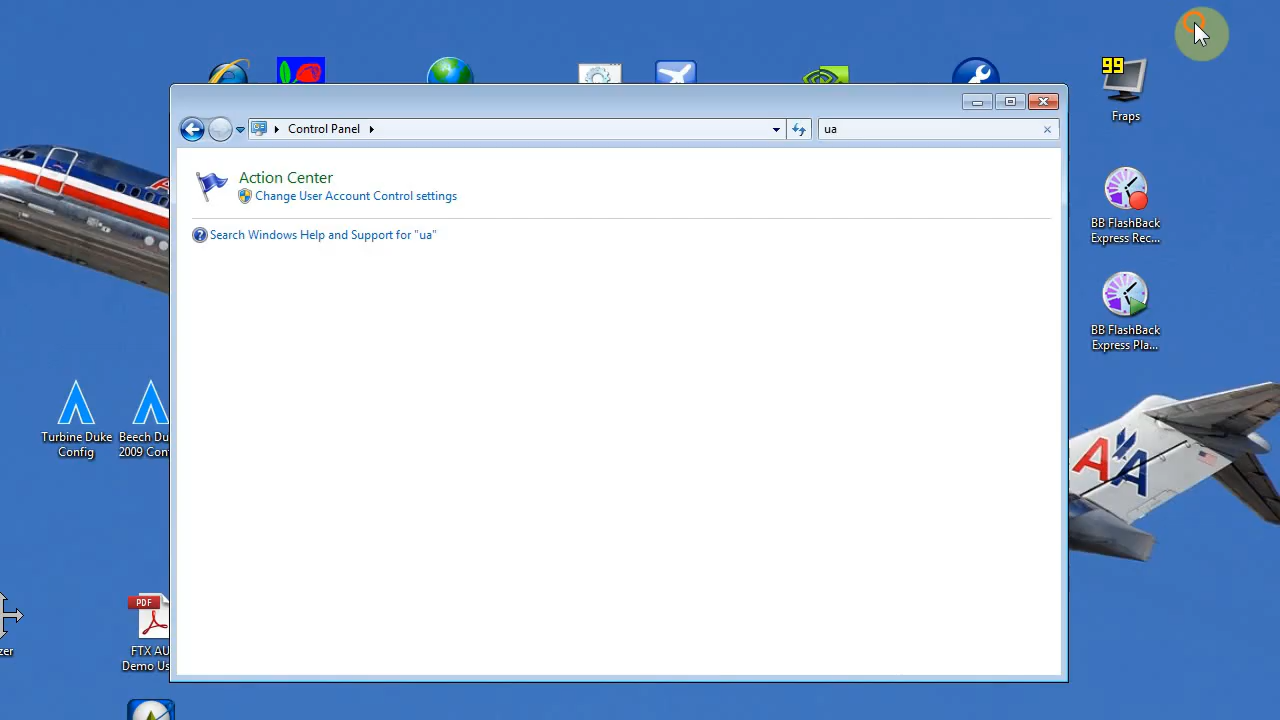 99
Fraps
Control Panel
ua
Action Center
Change User Account Control settings
Search Windows Help and Support for "ua"
BB FlashBack
Express Rec...
BB FlashBack
Express Pla...
Turbine Duke
Config
Beech Du
2009 Con
AA
PDF
FTX AU
Demo Us
zer